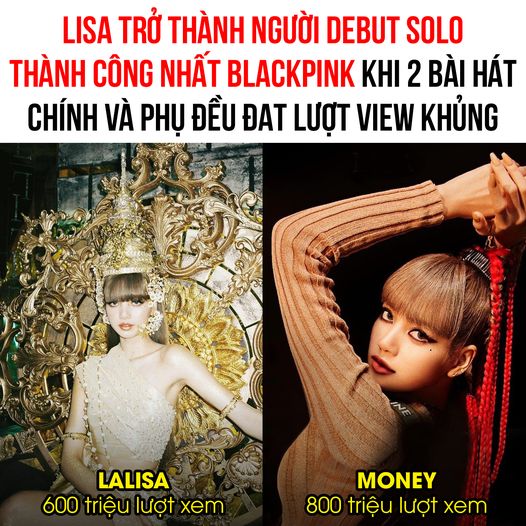 LISA TRỞ THÀNH NGƯỜI DEBUT SOLO
THÀNH CÔNG NHẤT BLACKPINK KHI 2 BÀI HÁT
CHÍNH VÀ PHỤ ĐỀU ĐẠT LƯỢT VIEW KHỦNG
LALISA
600 triệu lượt xem
MONEY
800 triệu lượt xem